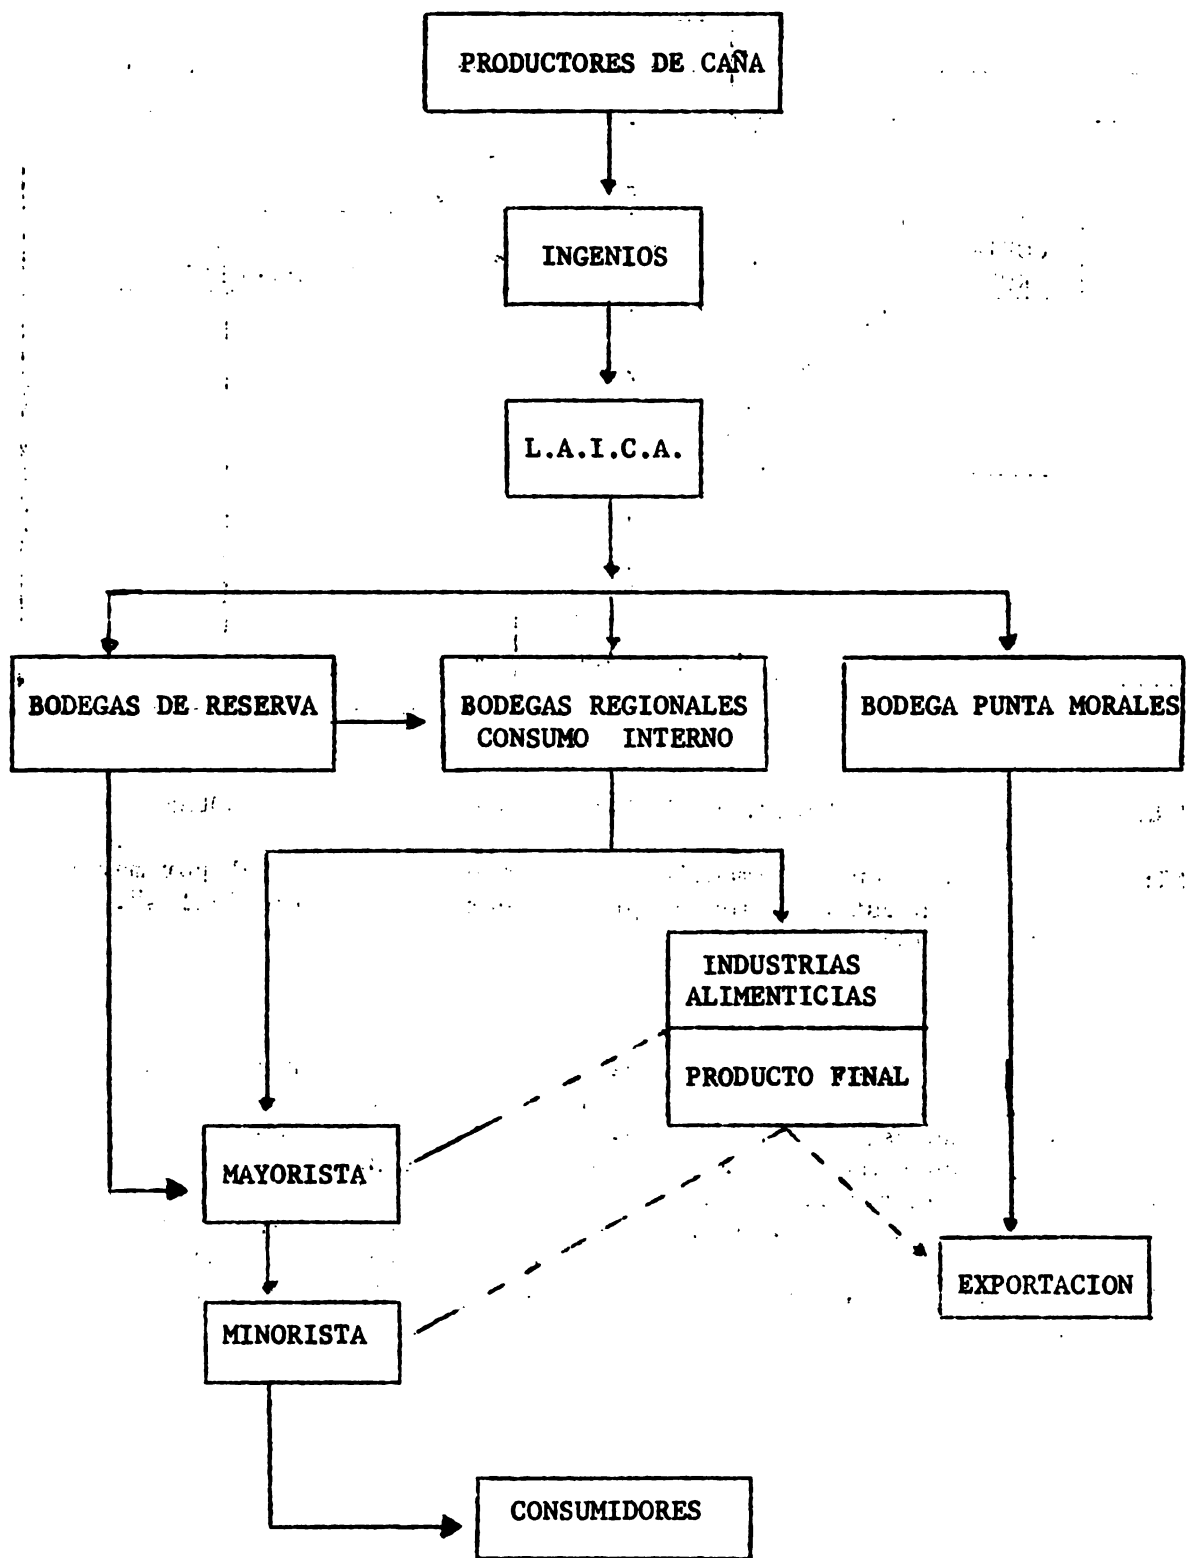 PRODUCTORES DE CAÑA
INGENIOS
L.A.I.C.A.
BODEGAS DE RESERVA
BODEGAS REGIONALES
CONSUMO INTERNO
BODEGA PUNTA MORALES
INDUSTRIAS
ALIMENTICIAS
PRODUCTO FINAL
MAYORISTA
MINORISTA
EXPORTACION
CONSUMIDORES